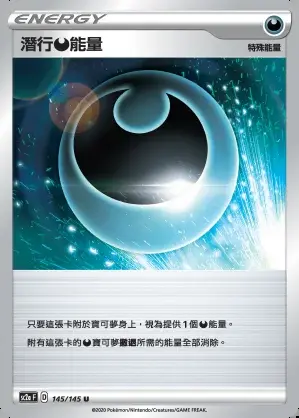 ENERGY
潛行能量
特殊能量
只要這張卡附於寶可夢身上，視為提供1個能量。
附有這張卡的寶可夢撤退所需的能量全部消除。
sc2a F D 145/145 U
©2020 Pokémon/Nintendo/Creatures/GAME FREAK.